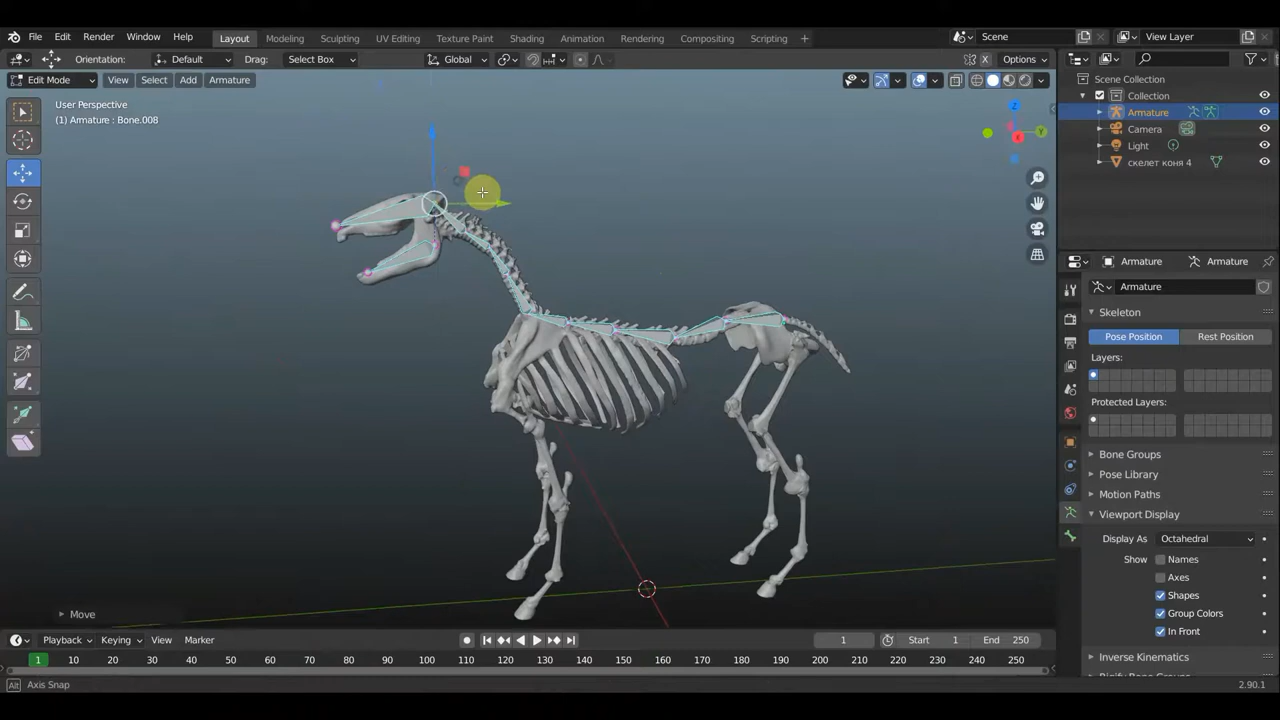 File Edit Render Window Help Layout Modeling Sculpting UV Editing Texture Paint Shading Animation Rendering Compositing Scripting + Scene View Layer
Orientation: Default Drag: Select Box Global X Options
Edit Mode View Select Add Armature
User Perspective
(1) Armature : Bone.008
Z
Y
X
Move
Scene Collection
Collection
Armature
Camera
Light
скелет коня 4
Armature Armature
Armature
Skeleton
Pose Position Rest Position
Layers:
Protected Layers:
Bone Groups
Pose Library
Motion Paths
Viewport Display
Display As Octahedral
Show Names
Axes
Shapes
Group Colors
In Front
Inverse Kinematics
Playback Keying View Marker 1 Start 1 End 250
1 10 20 30 40 50 60 70 80 90 100 110 120 130 140 150 160 170 180 190 200 210 220 230 240 250
Alt Axis Snap 2.90.1